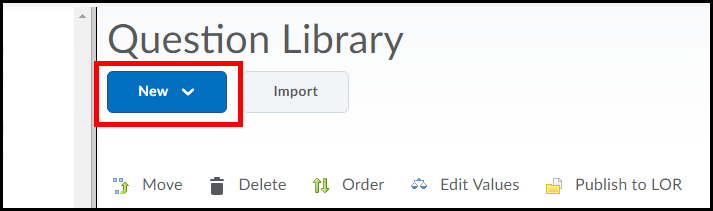 Question Library
New Import
Move Delete Order Edit Values Publish to LOR